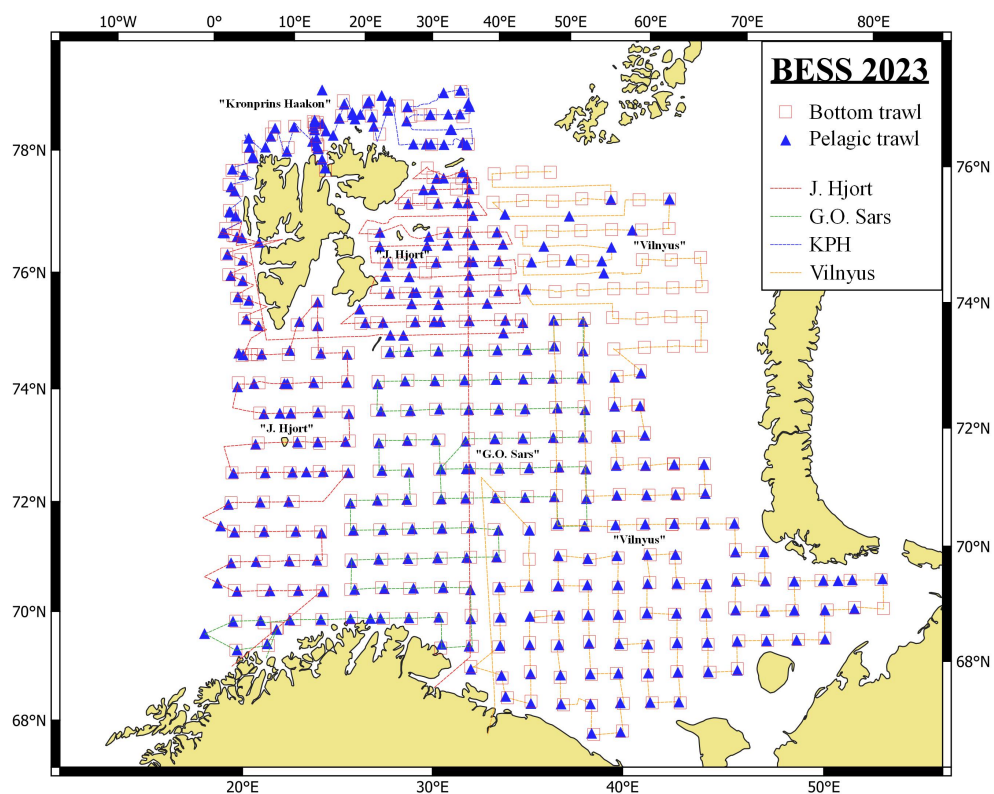 10°W 0° 10°E 20°E 30°E 40°E 50°E 60°E 70°E 80°E
BESS 2023
Bottom trawl
Pelagic trawl
J. Hjort
G.O. Sars
KPH
Vilnyus
"Kronprins Haakon"
78°N
76°N
"Vilnyus"
"J. Hjort"
76°N
74°N
74°N
"J. Hjort"
72°N
"G.O. Sars"
72°N
"Vilnyus"
70°N
70°N
68°N
68°N
20°E 30°E 40°E 50°E